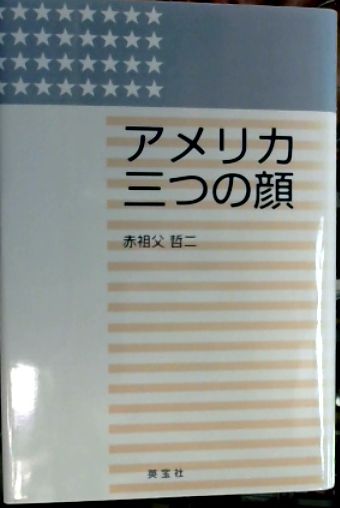 アメリカ
三つの顔
赤祖父 哲二
英宝社